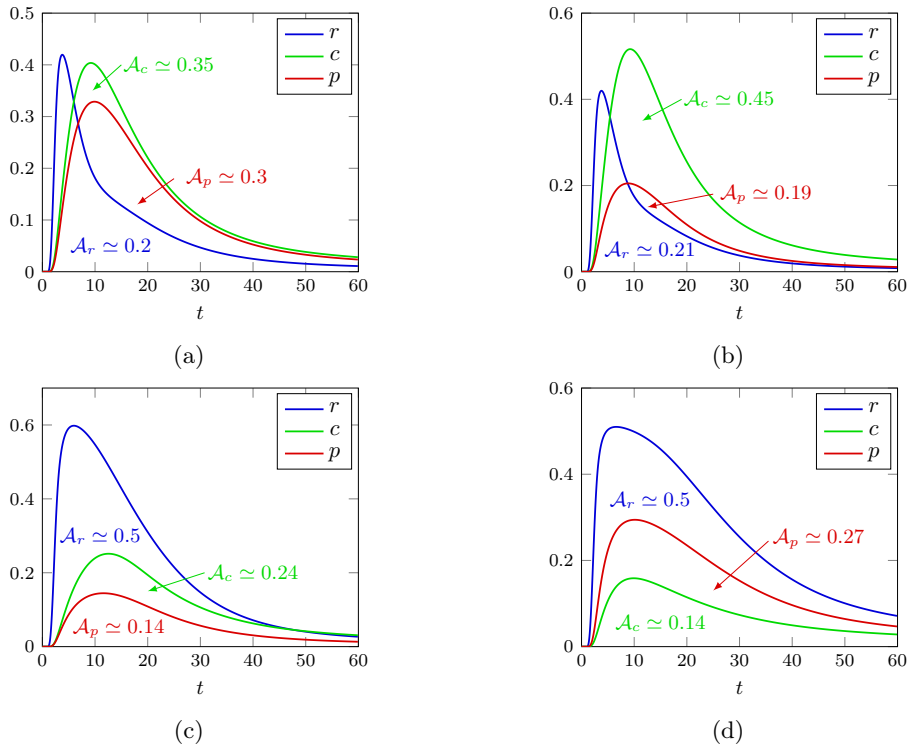 0.5
0.4
0.3
0.2
0.1
0
r
c
p
𝒜c ≃ 0.35
𝒜p ≃ 0.3
𝒜r ≃ 0.2
0 10 20 30 40 50 60
t
(a)
0.6
0.4
0.2
0
r
c
p
𝒜c ≃ 0.45
𝒜p ≃ 0.19
𝒜r ≃ 0.21
0 10 20 30 40 50 60
t
(b)
0.6
0.4
0.2
0
r
c
p
𝒜r ≃ 0.5
𝒜c ≃ 0.24
𝒜p ≃ 0.14
0 10 20 30 40 50 60
t
(c)
0.6
0.4
0.2
0
r
c
p
𝒜r ≃ 0.5
𝒜p ≃ 0.27
𝒜c ≃ 0.14
0 10 20 30 40 50 60
t
(d)